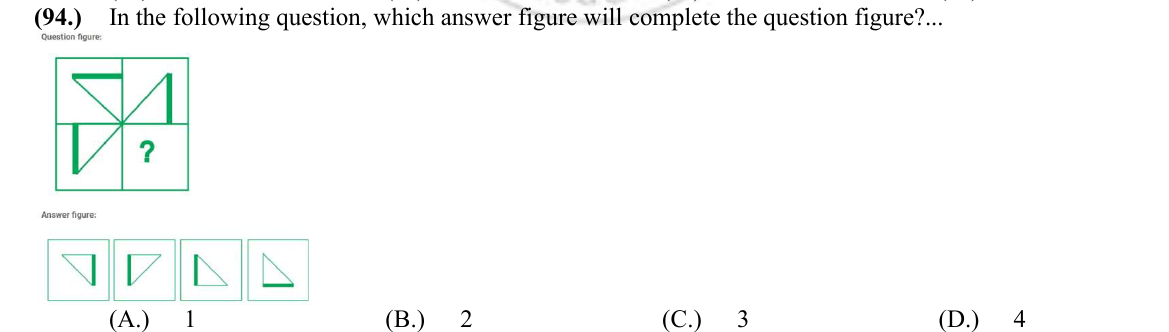 (94.) In the following question, which answer figure will complete the question figure?...
Question figure:
?
Answer figure:
(A.) 1 (B.) 2 (C.) 3 (D.) 4